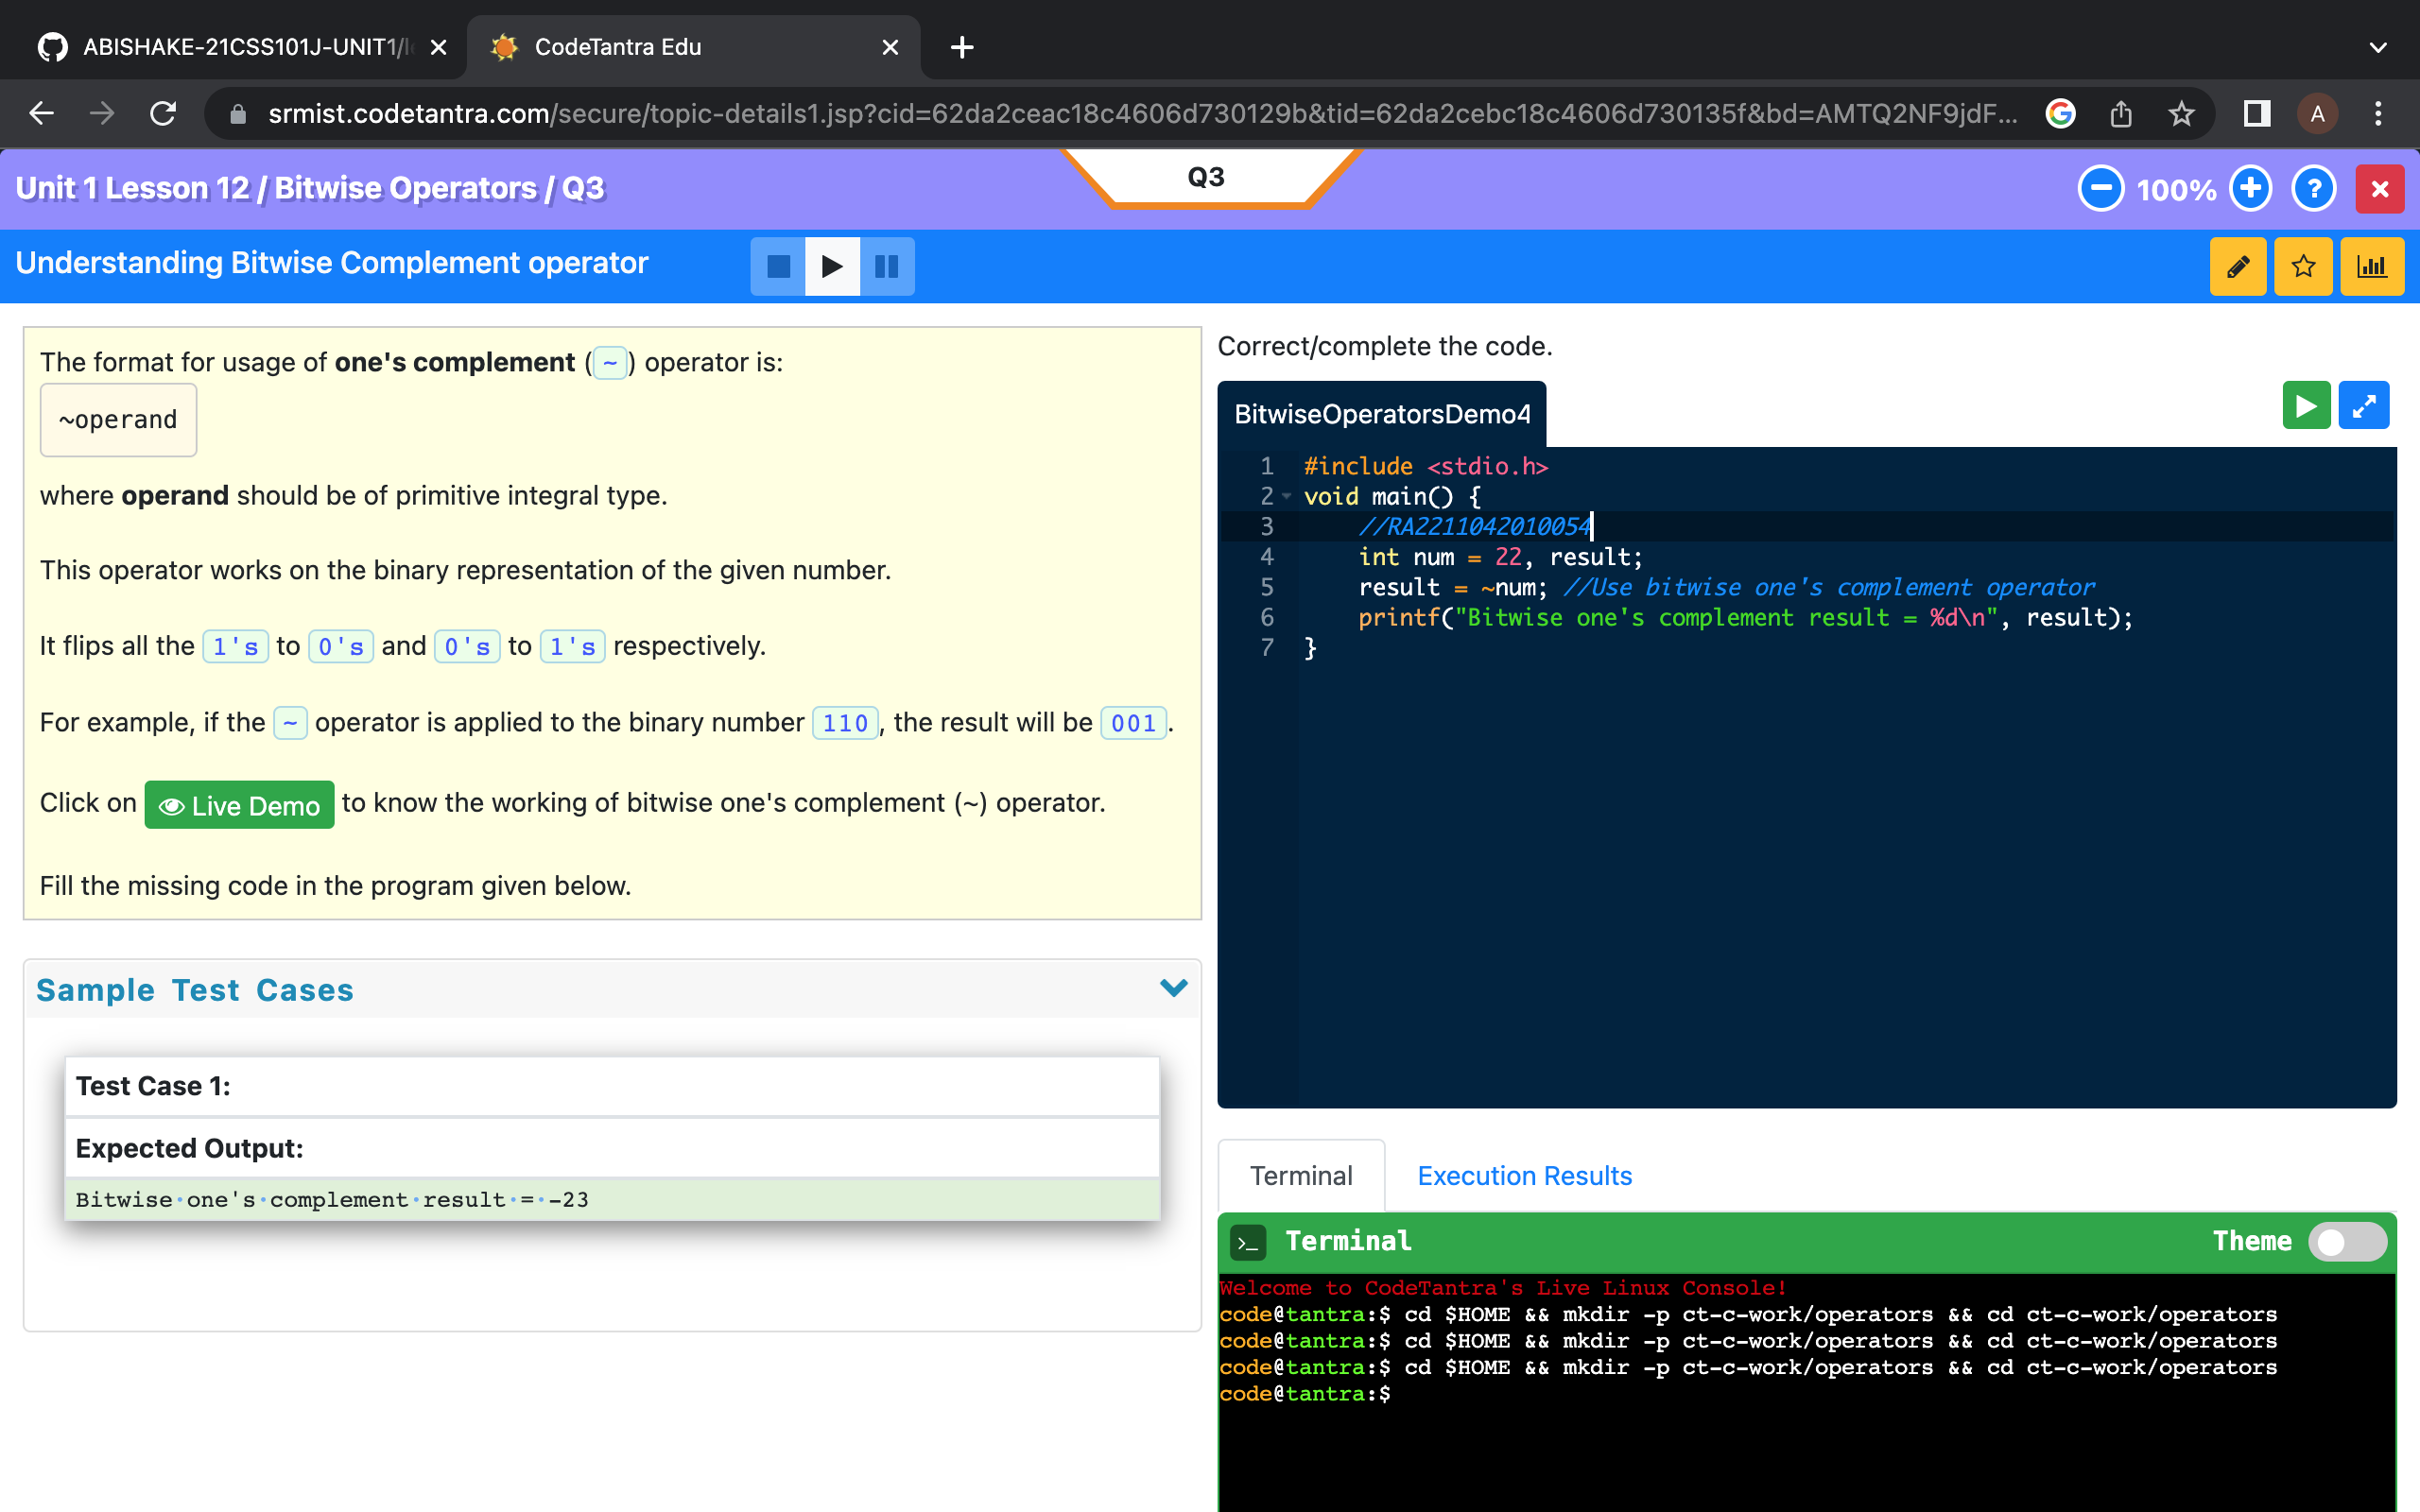 ABISHAKE-21CSS101J-UNIT1/l
CodeTantra Edu
srmist.codetantra.com/secure/topic-details1.jsp?cid=62da2ceac18c4606d730129b&tid=62da2cebc18c4606d730135f&bd=AMTQ2NF9jdF...
A
Unit 1 Lesson 12 / Bitwise Operators / Q3
Q3
100%
?
Understanding Bitwise Complement operator
The format for usage of one's complement (~) operator is:
~operand
where operand should be of primitive integral type.
This operator works on the binary representation of the given number.
It flips all the 1's to 0's and 0's to 1's respectively.
For example, if the ~ operator is applied to the binary number 110, the result will be 001.
Click on Live Demo to know the working of bitwise one's complement (~) operator.
Fill the missing code in the program given below.
Sample Test Cases
Test Case 1:
Expected Output:
Bitwise·one's·complement·result·=·-23
Correct/complete the code.
BitwiseOperatorsDemo4
1 #include <stdio.h>
2 void main() {
3 //RA2211042010054
4 int num = 22, result;
5 result = ~num; //Use bitwise one's complement operator
6 printf("Bitwise one's complement result = %d\n", result);
7 }
Terminal
Execution Results
>_ Terminal
Theme
Welcome to CodeTantra's Live Linux Console!
code@tantra:$ cd $HOME && mkdir -p ct-c-work/operators && cd ct-c-work/operators
code@tantra:$ cd $HOME && mkdir -p ct-c-work/operators && cd ct-c-work/operators
code@tantra:$ cd $HOME && mkdir -p ct-c-work/operators && cd ct-c-work/operators
code@tantra:$